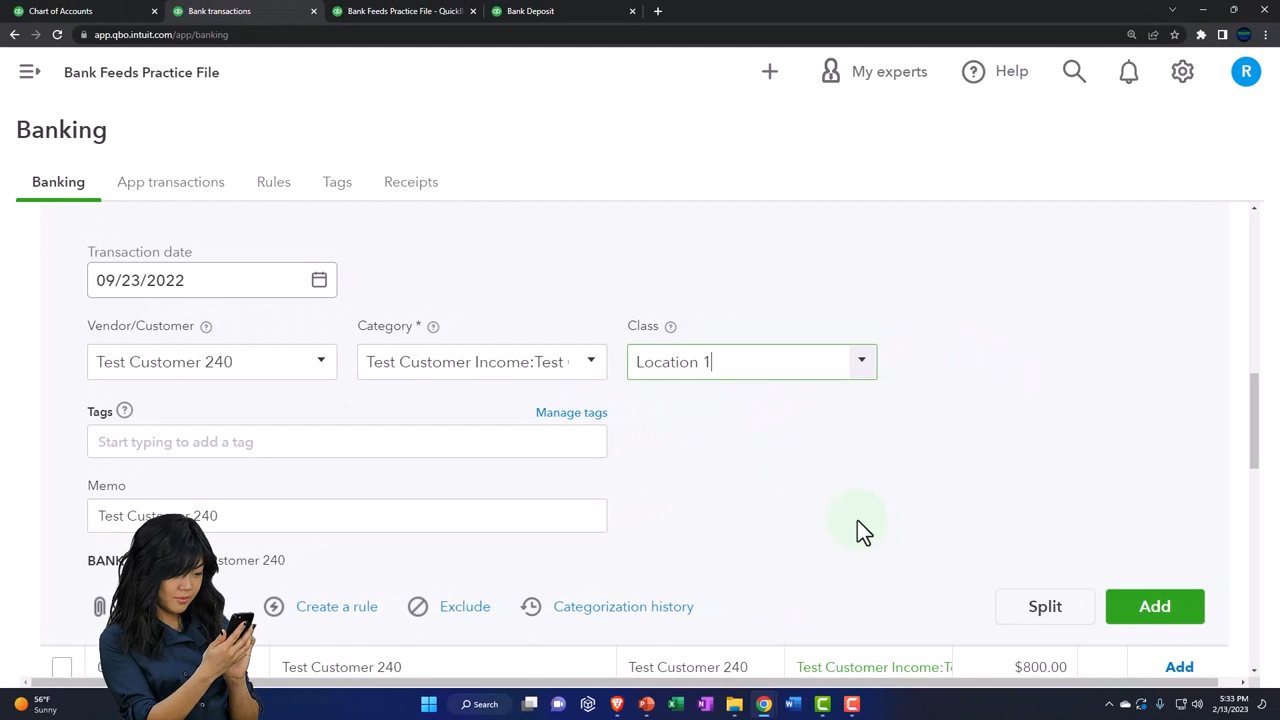 Chart of Accounts
Bank transactions
Bank Feeds Practice File - QuickB
Bank Deposit
app.qbo.intuit.com/app/banking
Bank Feeds Practice File
My experts
Help
R
Banking
Banking
App transactions
Rules
Tags
Receipts
Transaction date
09/23/2022
Vendor/Customer
Category *
Class
Test Customer 240
Test Customer Income:Test
Location 1
Tags
Manage tags
Start typing to add a tag
Memo
Test Customer 240
BANK stomer 240
Create a rule
Exclude
Categorization history
Split
Add
Test Customer 240
Test Customer 240
Test Customer Income:Te
$800.00
Add
56°F
Sunny
Search
5:33 PM
2/13/2023